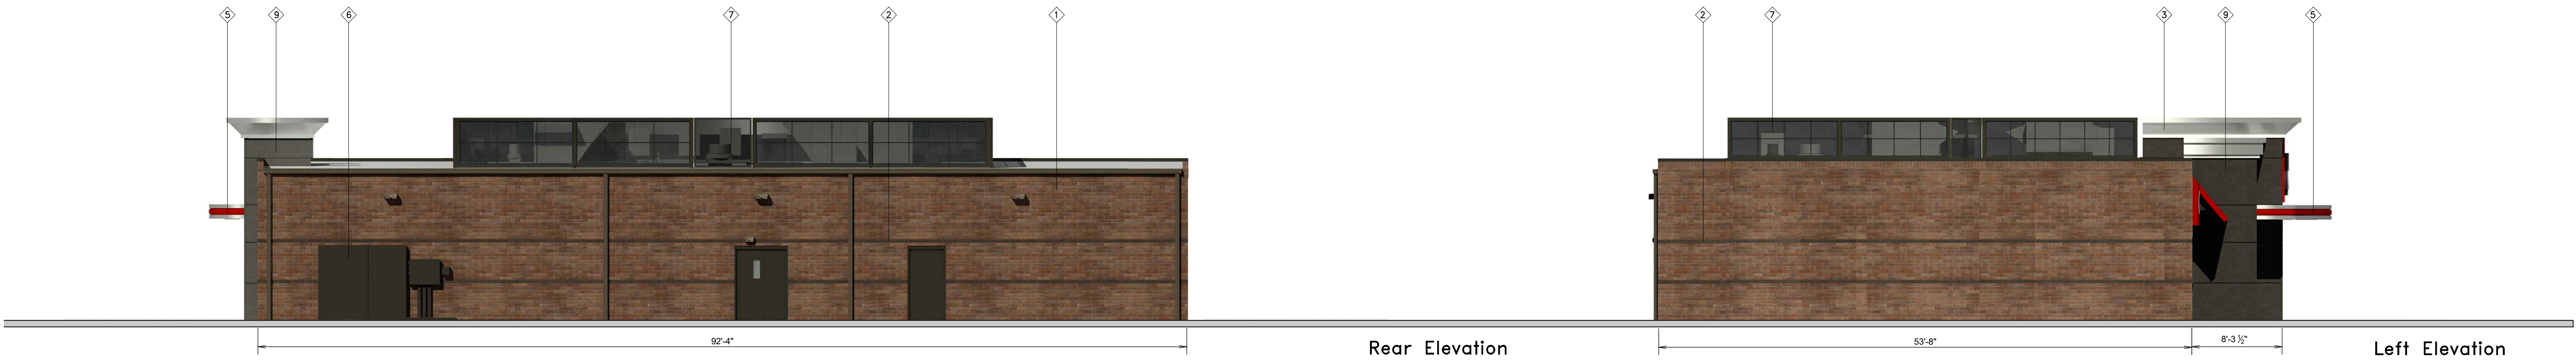 5 9 6 7 2 1 2 7 3 9 5
92'-4" 53'-8" 8'-3 ½"
Rear Elevation Left Elevation